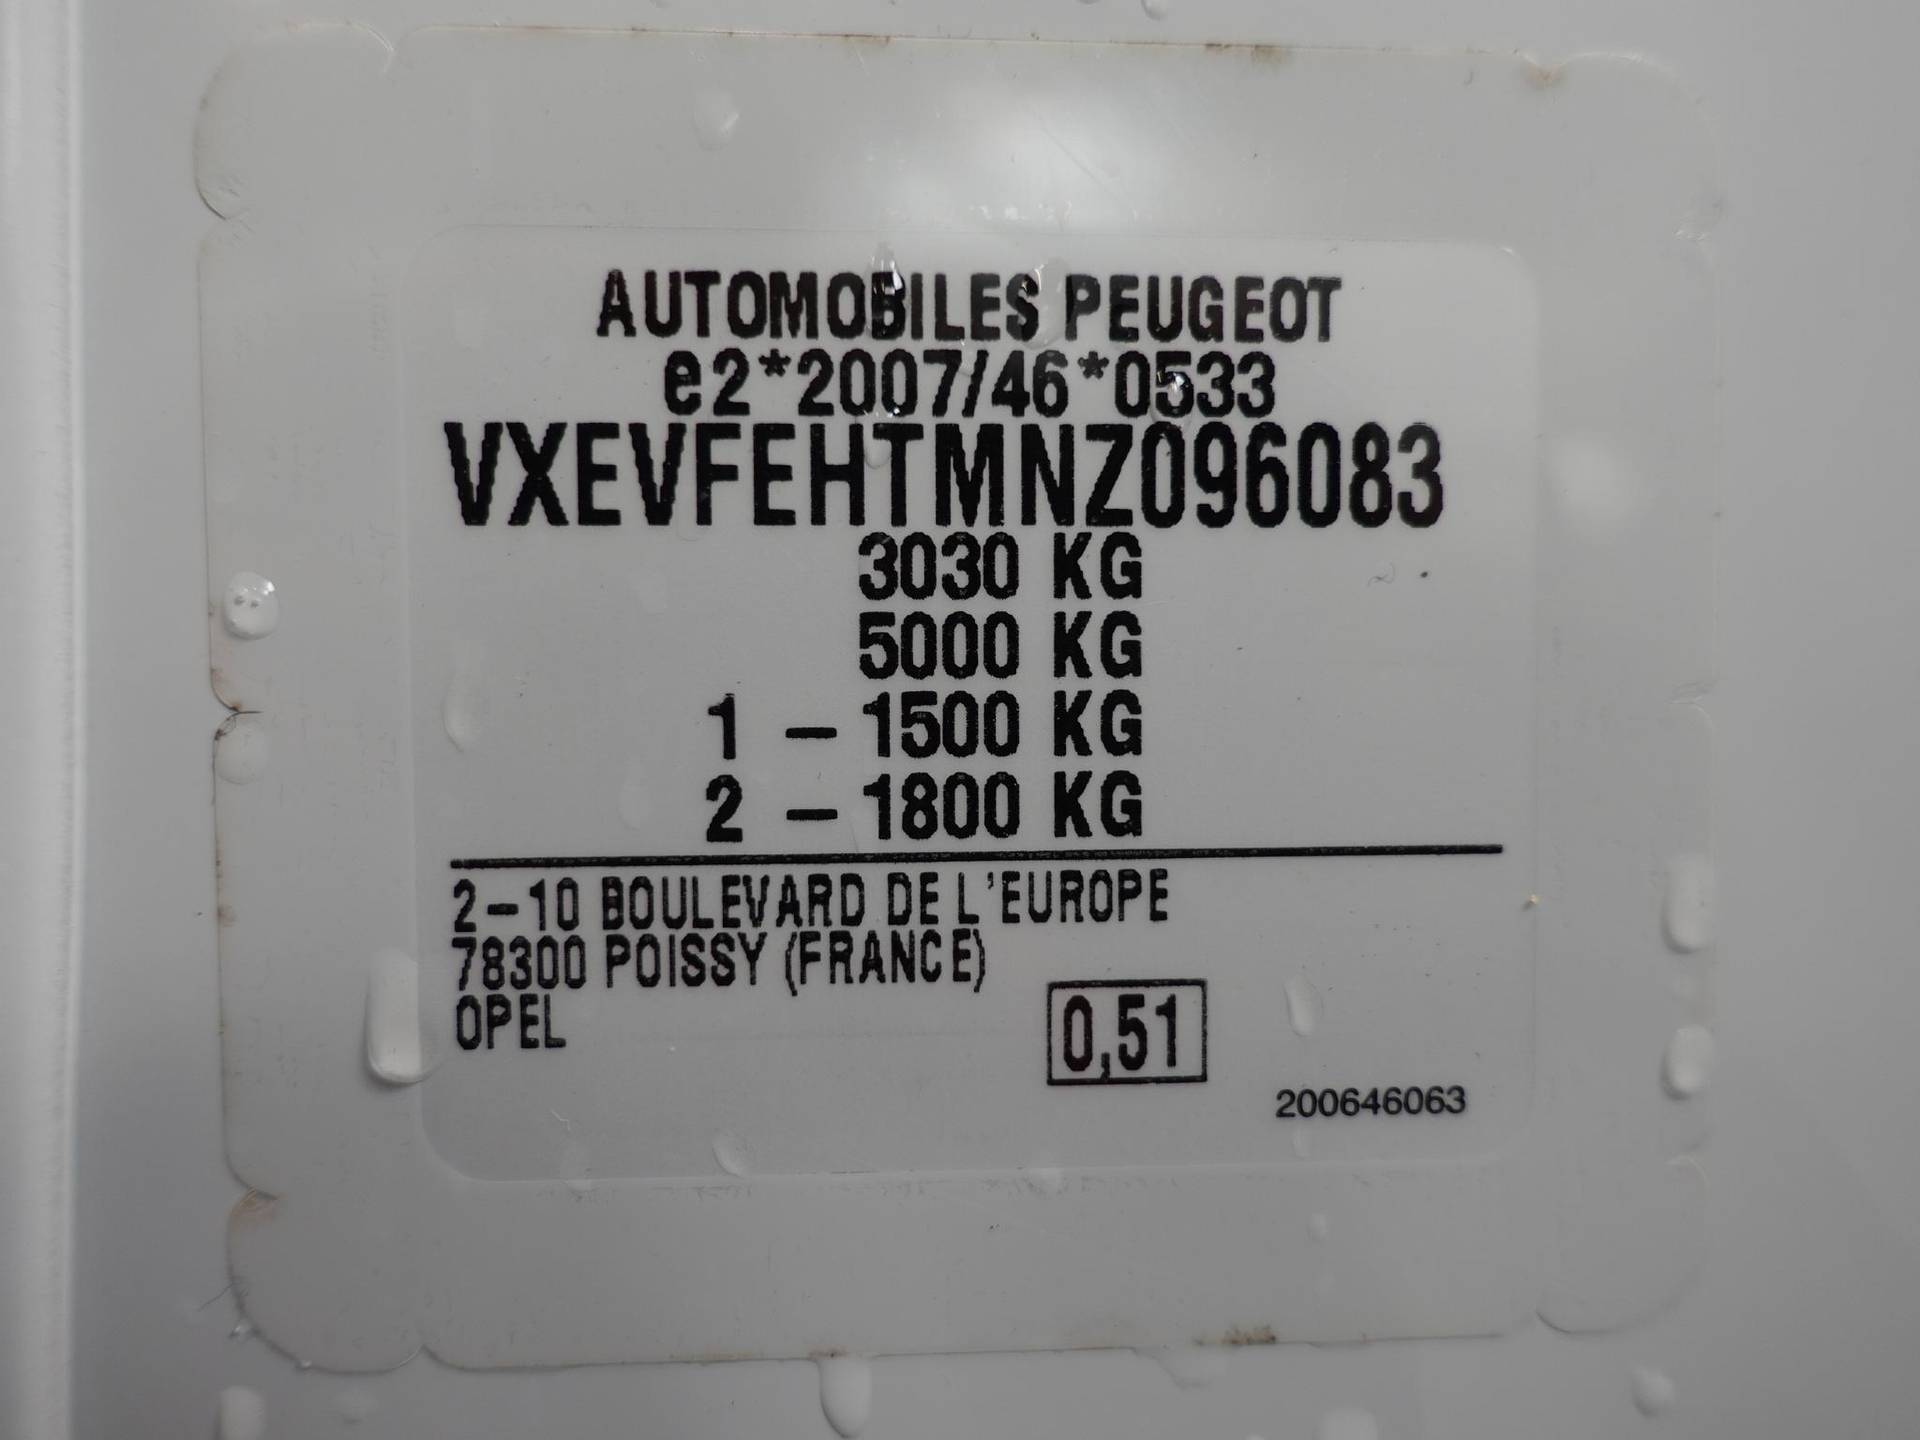 AUTOMOBILES PEUGEOT
e2*2007/46*0533
VXEVFEHTMNZ096083
3030 KG
5000 KG
1 – 1500 KG
2 – 1800 KG
2–10 BOULEVARD DE L'EUROPE
78300 POISSY (FRANCE)
OPEL
0,51
200646063